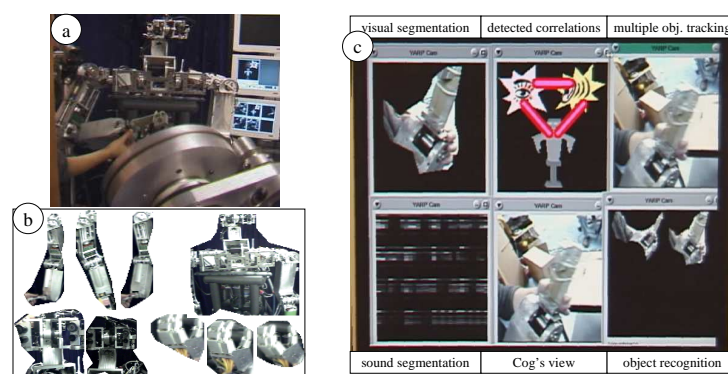 a
b
c
visual segmentation
detected correlations
multiple obj. tracking
YARP Cam
YARP Cam
YARP Cam
YARP Cam
YARP Cam
YARP Cam
sound segmentation
Cog's view
object recognition